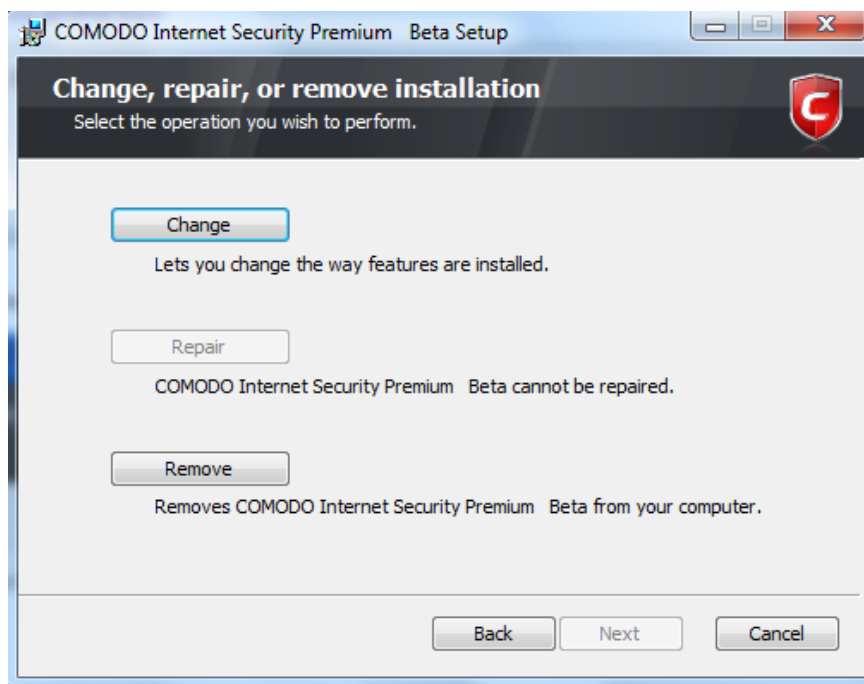 COMODO Internet Security Premium   Beta Setup
Change, repair, or remove installation
Select the operation you wish to perform.
C
Change
Lets you change the way features are installed.
Repair
COMODO Internet Security Premium   Beta cannot be repaired.
Remove
Removes COMODO Internet Security Premium   Beta from your computer.
Back Next Cancel